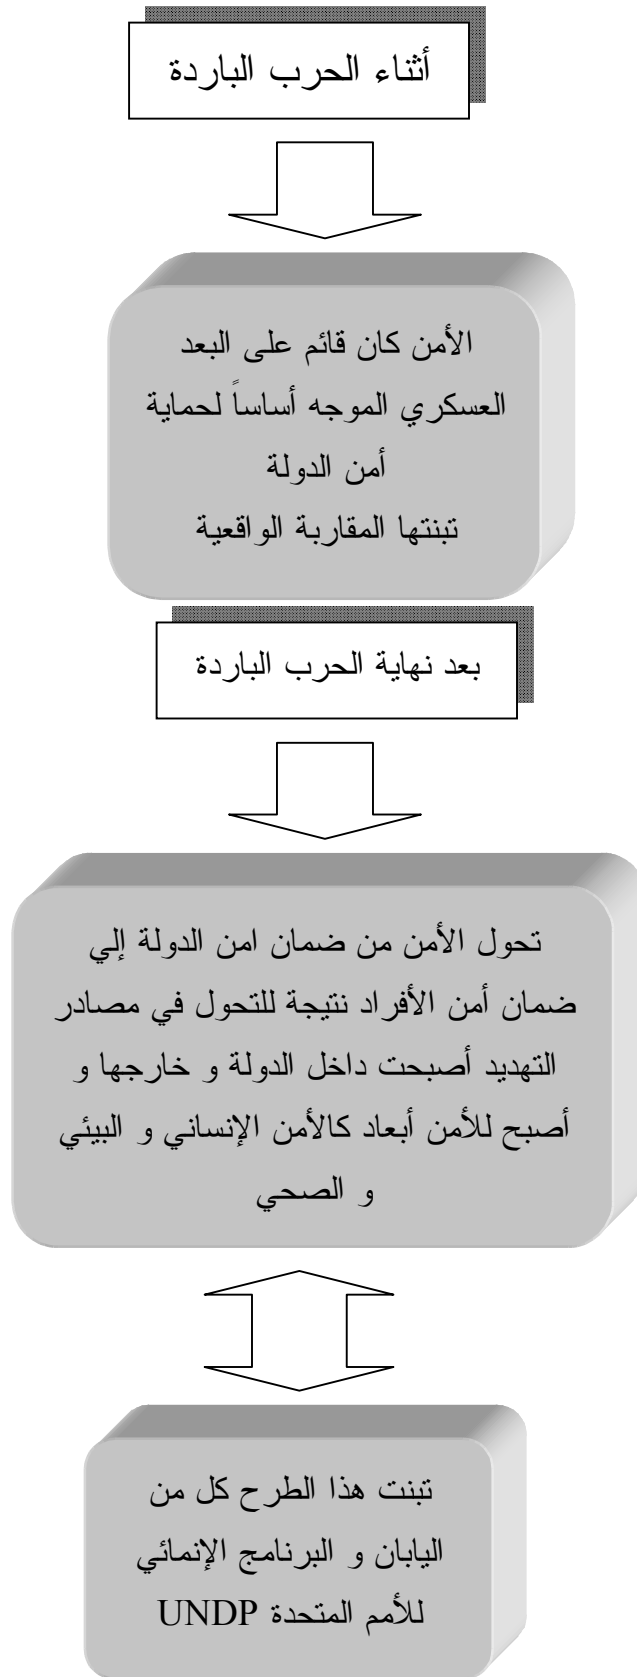 أثناء الحرب الباردة
الأمن كان قائم على البعد
العسكري الموجه أساساً لحماية
أمن الدولة
تبنتها المقاربة الواقعية
بعد نهاية الحرب الباردة
تحول الأمن من ضمان امن الدولة إلي
ضمان أمن الأفراد نتيجة للتحول في مصادر
التهديد أصبحت داخل الدولة و خارجها و
أصبح للأمن أبعاد كالأمن الإنساني و البيئي
و الصحي
تبنت هذا الطرح كل من
اليابان و البرنامج الإنمائي
للأمم المتحدة UNDP